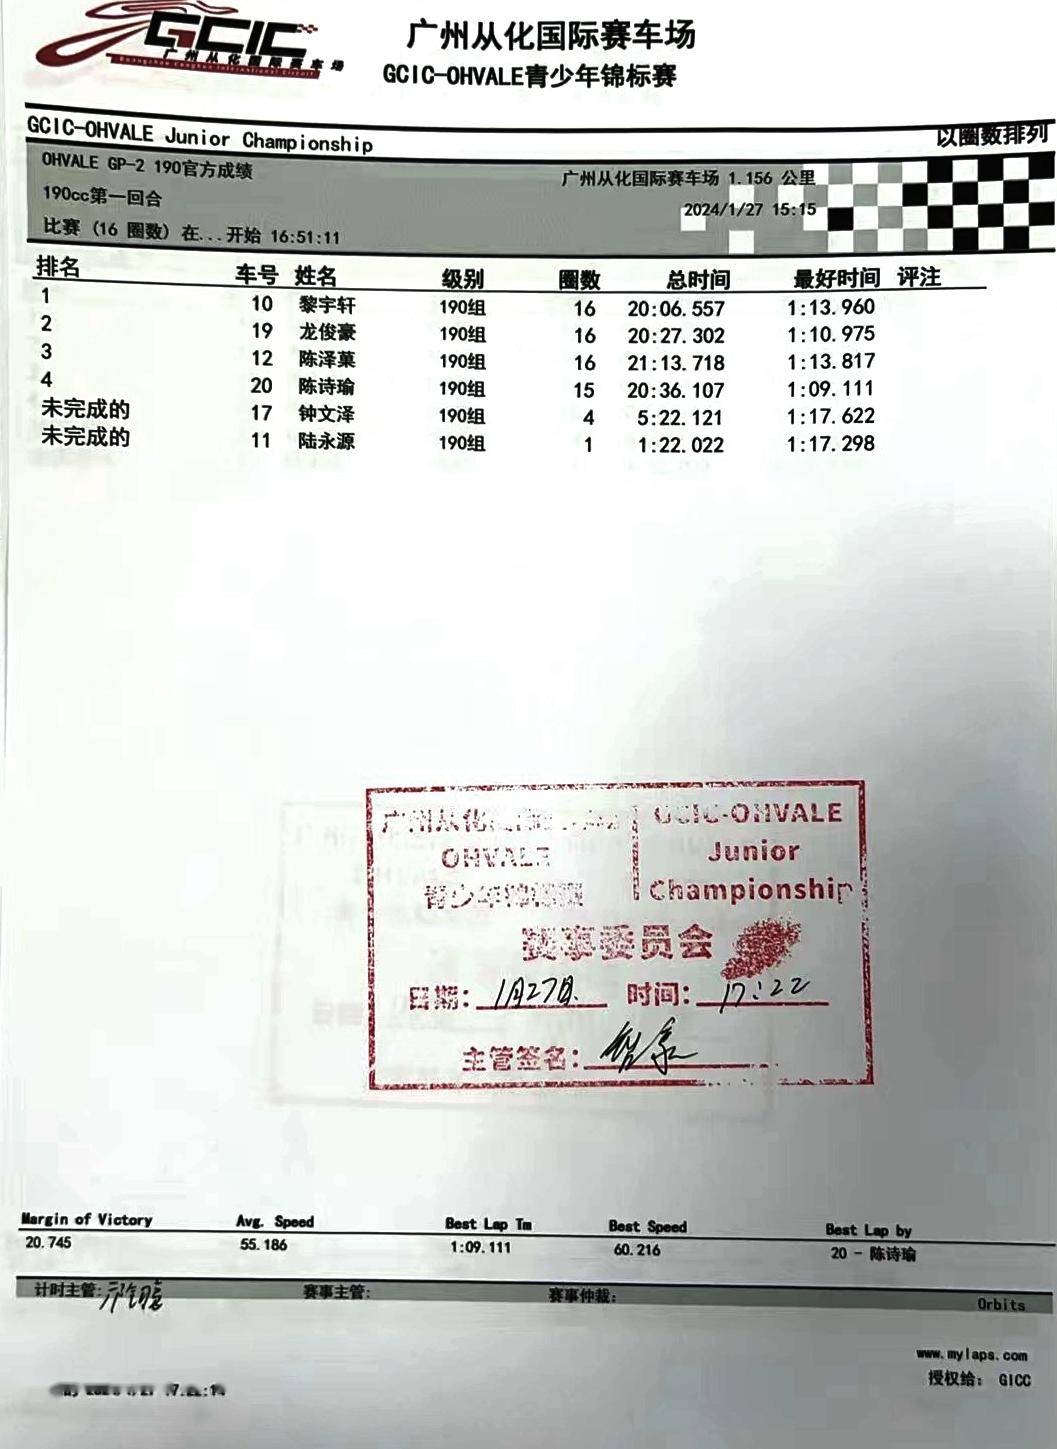 GCIC
广州从化国际赛车场
Guangzhou Conghua International Circuit
广州从化国际赛车场
GCIC-OHVALE青少年锦标赛
GCIC-OHVALE Junior Championship 以圈数排列
OHVALE GP-2 190官方成绩 广州从化国际赛车场 1.156 公里
190cc第一回合 2024/1/27 15:15
比赛 (16 圈数) 在...开始 16:51:11
排名 车号 姓名 级别 圈数 总时间 最好时间 评注
1 10 黎宇轩 190组 16 20:06.557 1:13.960
2 19 龙俊豪 190组 16 20:27.302 1:10.975
3 12 陈泽菓 190组 16 21:13.718 1:13.817
4 20 陈诗瑜 190组 15 20:36.107 1:09.111
未完成的 17 钟文泽 190组 4 5:22.121 1:17.622
未完成的 11 陆永源 190组 1 1:22.022 1:17.298
广州从化 GCIC-OHVALE
OHVALE Junior
青少年锦标赛 Championship
赛事委员会
日期: 1月27日 时间: 17:22
主管签名:
Margin of Victory Avg. Speed Best Lap Tm Best Speed Best Lap by
20.745 55.186 1:09.111 60.216 20 - 陈诗瑜
计时主管: 赛事主管: 赛事仲裁:
Orbits
www.mylaps.com
授权给: GICC